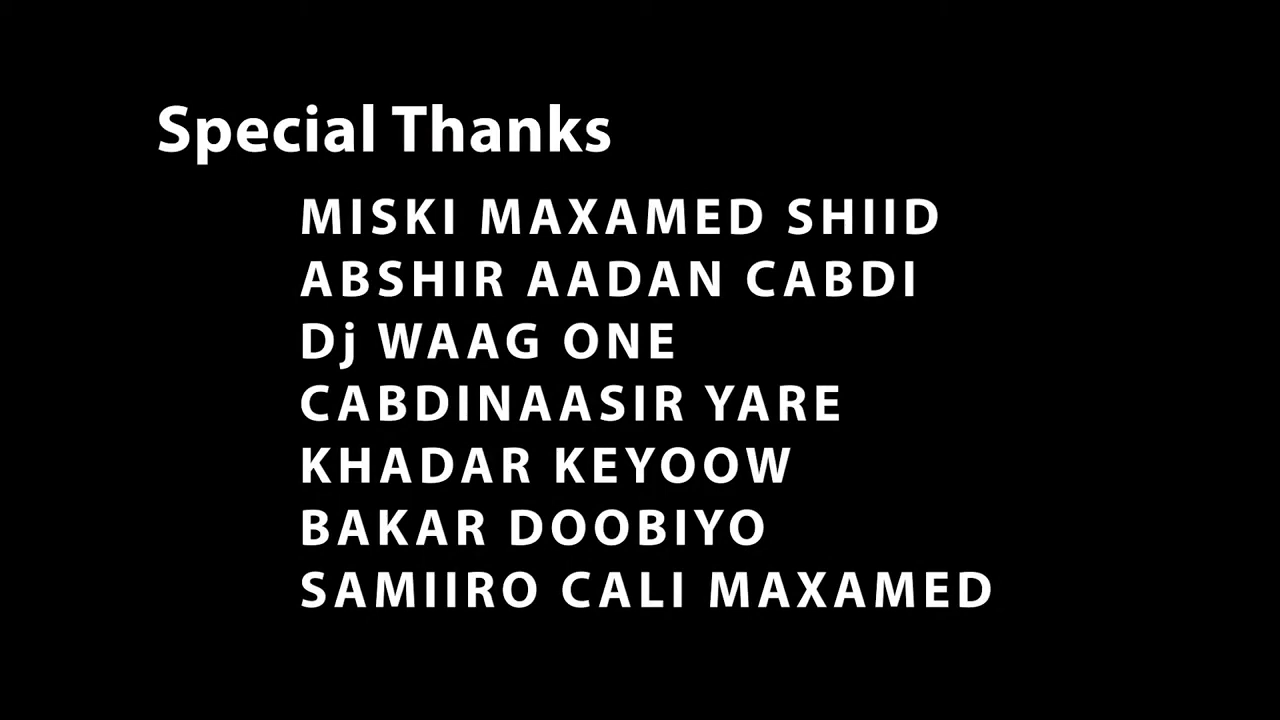 Special Thanks
MISKI MAXAMED SHIID
ABSHIR AADAN CABDI
Dj WAAG ONE
CABDINAASIR YARE
KHADAR KEYOOW
BAKAR DOOBIYO
SAMIIRO CALI MAXAMED